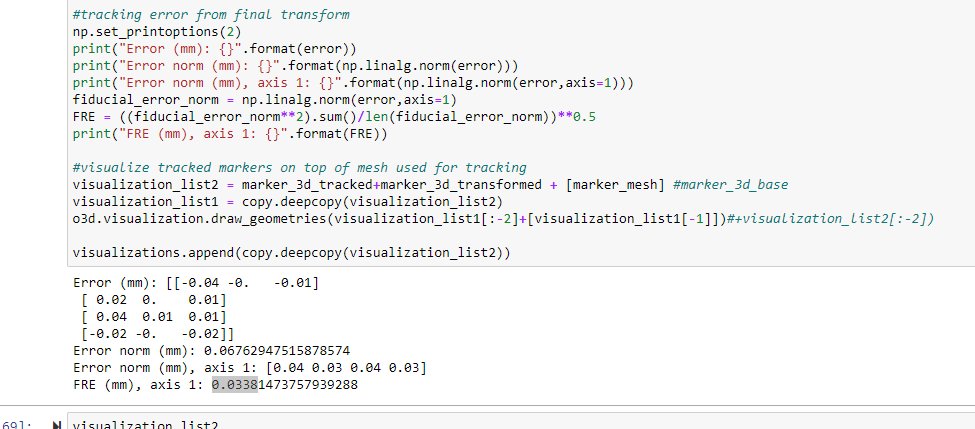 #tracking error from final transform
np.set_printoptions(2)
print("Error (mm): {}".format(error))
print("Error norm (mm): {}".format(np.linalg.norm(error)))
print("Error norm (mm), axis 1: {}".format(np.linalg.norm(error,axis=1)))
fiducial_error_norm = np.linalg.norm(error,axis=1)
FRE = ((fiducial_error_norm**2).sum()/len(fiducial_error_norm))**0.5
print("FRE (mm), axis 1: {}".format(FRE))
#visualize tracked markers on top of mesh used for tracking
visualization_list2 = marker_3d_tracked+marker_3d_transformed + [marker_mesh] #marker_3d_base
visualization_list1 = copy.deepcopy(visualization_list2)
o3d.visualization.draw_geometries(visualization_list1[:-2]+[visualization_list1[-1]])#+visualization_list2[:-2])
visualizations.append(copy.deepcopy(visualization_list2))
Error (mm): [[-0.04 -0.   -0.01]
 [ 0.02  0.    0.01]
 [ 0.04  0.01  0.01]
 [-0.02 -0.   -0.02]]
Error norm (mm): 0.06762947515878574
Error norm (mm), axis 1: [0.04 0.03 0.04 0.03]
FRE (mm), axis 1: 0.03381473757939288
69]: visualization_list2